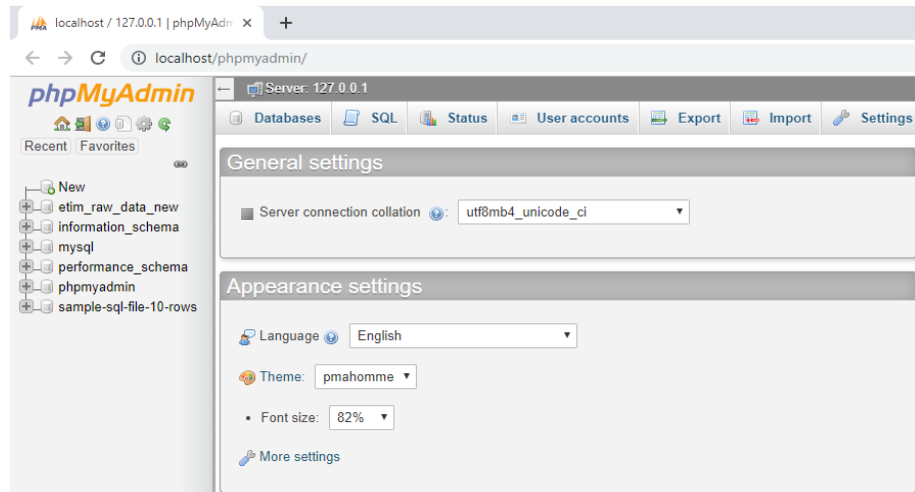 localhost / 127.0.0.1 | phpMyAdm
localhost/phpmyadmin/
phpMyAdmin
Recent Favorites
New
etim_raw_data_new
information_schema
mysql
performance_schema
phpmyadmin
sample-sql-file-10-rows
Server: 127.0.0.1
Databases SQL Status User accounts Export Import Settings
General settings
Server connection collation : utf8mb4_unicode_ci
Appearance settings
Language English
Theme: pmahomme
• Font size: 82%
More settings